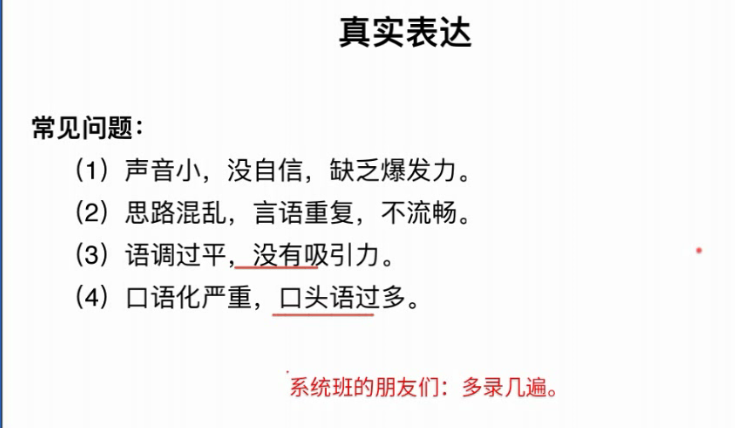 真实表达
常见问题：
（1）声音小，没自信，缺乏爆发力。
（2）思路混乱，言语重复，不流畅。
（3）语调过平，没有吸引力。
（4）口语化严重，口头语过多。
系统班的朋友们：多录几遍。